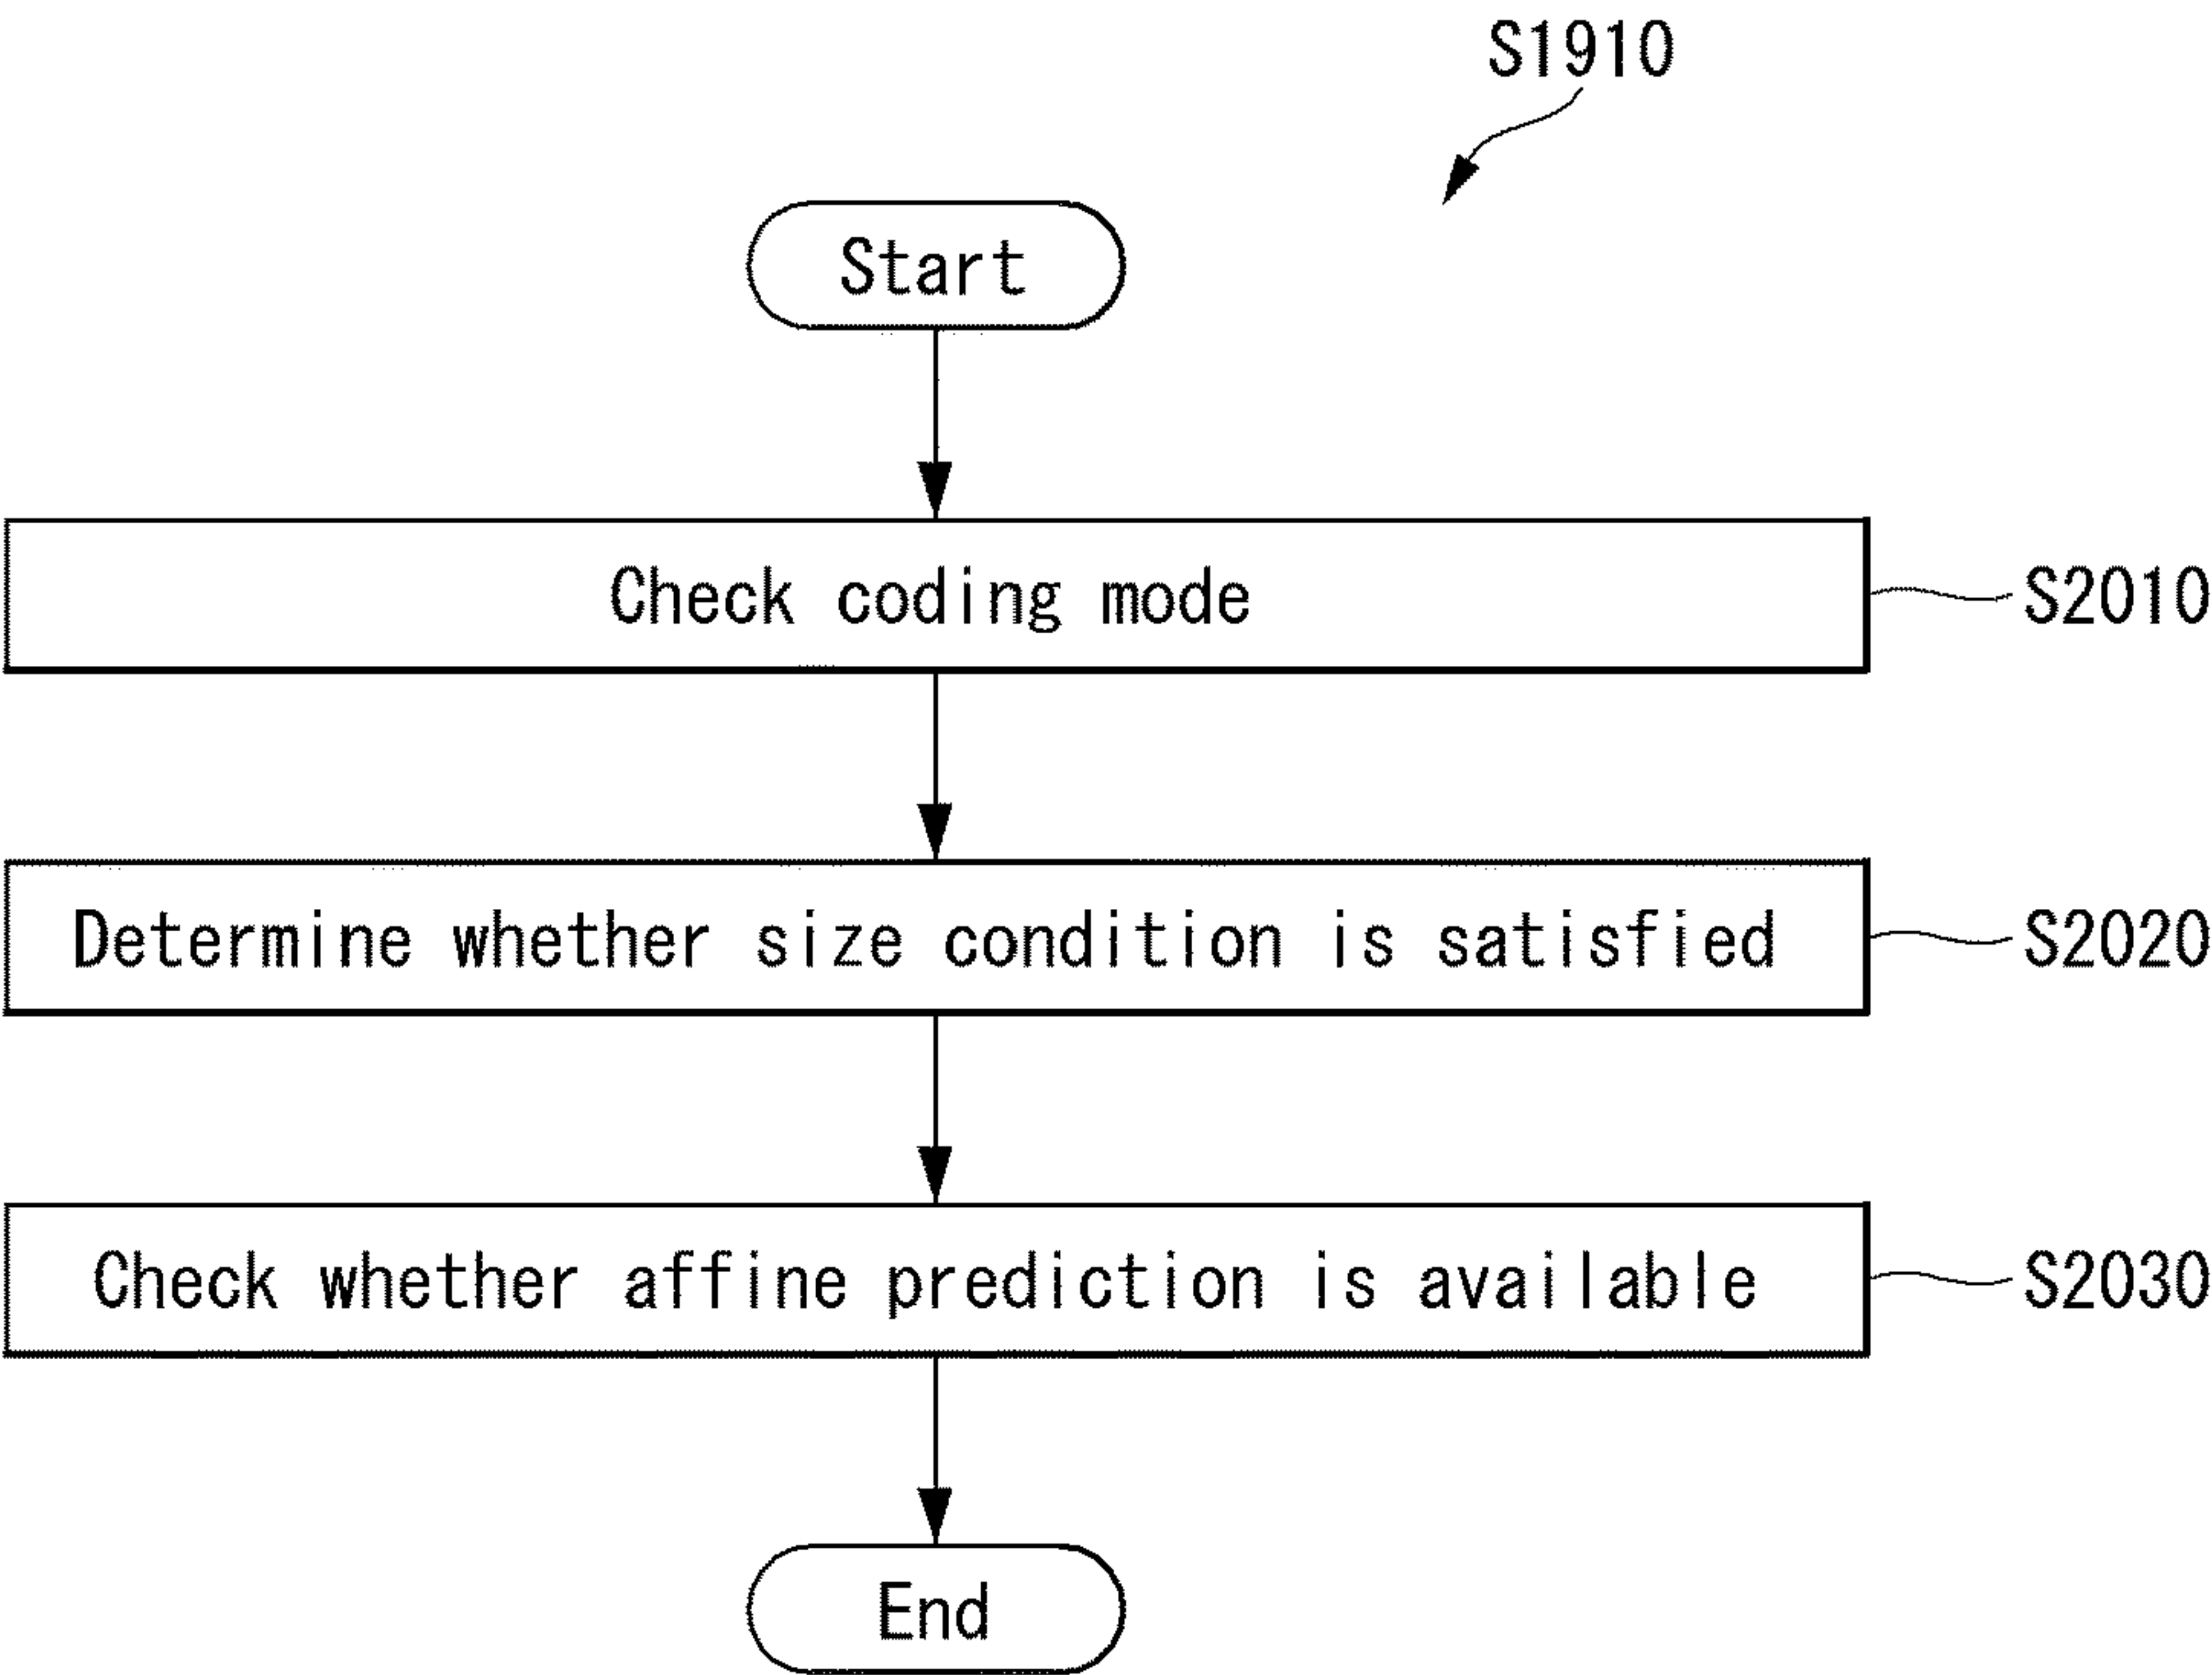 S1910
Start
Check coding mode
S2010
Determine whether size condition is satisfied
S2020
Check whether affine prediction is available
S2030
End